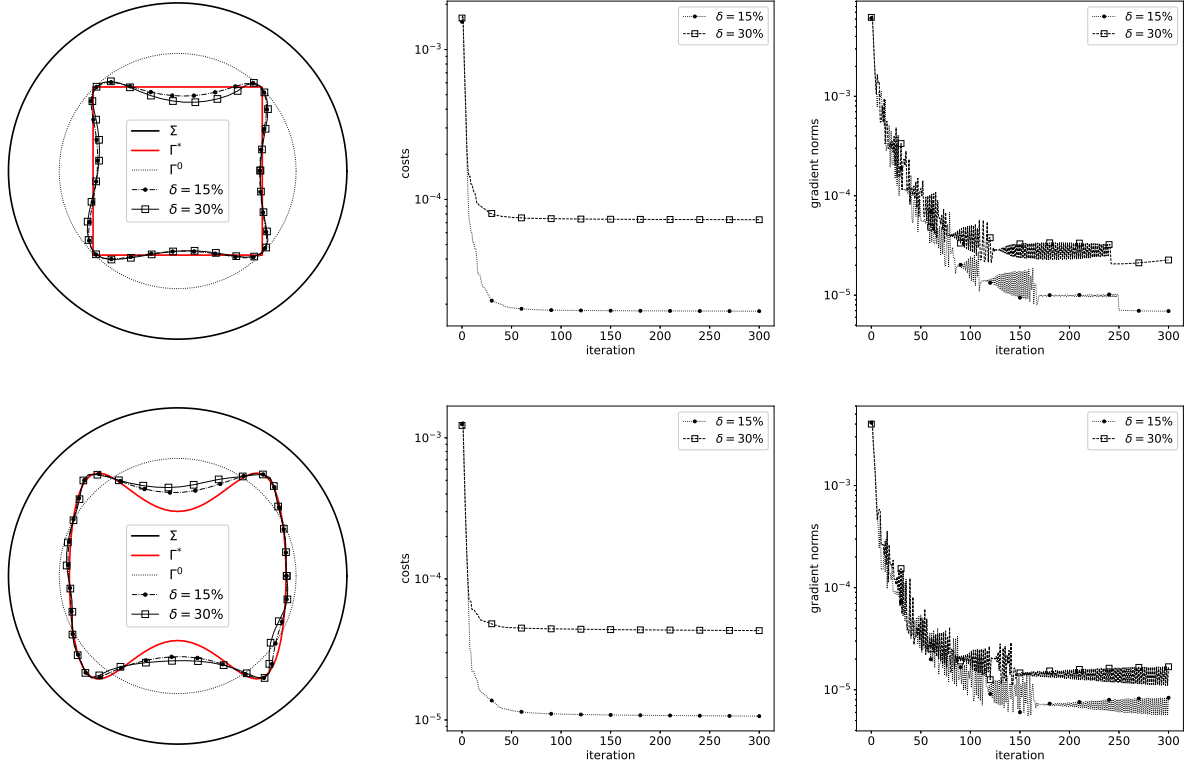 Σ
Γ*
Γ⁰
δ = 15%
δ = 30%
δ = 15%
δ = 30%
10⁻³
10⁻⁴
costs
0 50 100 150 200 250 300
iteration
δ = 15%
δ = 30%
10⁻³
10⁻⁴
10⁻⁵
gradient norms
0 50 100 150 200 250 300
iteration
Σ
Γ*
Γ⁰
δ = 15%
δ = 30%
δ = 15%
δ = 30%
10⁻³
10⁻⁴
10⁻⁵
costs
0 50 100 150 200 250 300
iteration
δ = 15%
δ = 30%
10⁻³
10⁻⁴
10⁻⁵
gradient norms
0 50 100 150 200 250 300
iteration